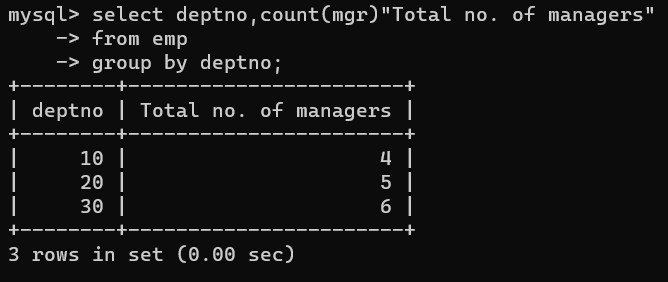 mysql> select deptno,count(mgr)"Total no. of managers"
    -> from emp
    -> group by deptno;
+--------+-----------------------+
| deptno | Total no. of managers |
+--------+-----------------------+
|     10 |                     4 |
|     20 |                     5 |
|     30 |                     6 |
+--------+-----------------------+
3 rows in set (0.00 sec)